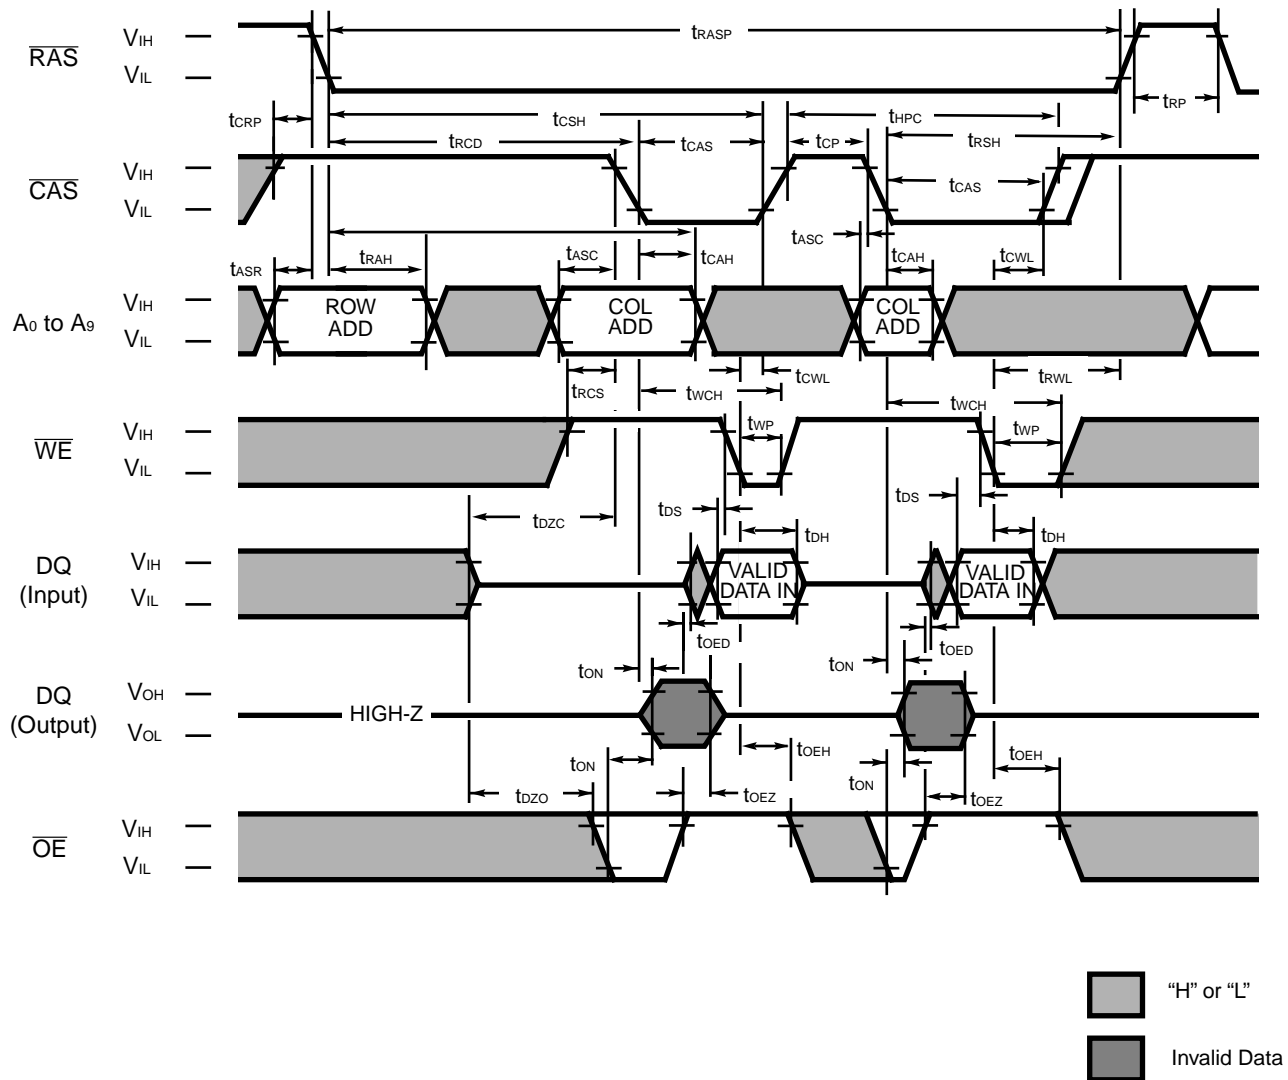 RAS
VIH
VIL
tRASP
tRP
tCRP
tCSH
tHPC
tRCD
tCAS
tCP
tRSH
CAS
VIH
VIL
tCAS
tASR
tRAH
tASC
tCAH
tASC
tCAH
tCWL
A0 to A9
VIH
VIL
ROW
ADD
COL
ADD
COL
ADD
tRCS
tWCH
tCWL
tRWL
tWCH
WE
VIH
VIL
tWP
tWP
tDZC
tDS
tDH
tDS
tDH
DQ
(Input)
VIH
VIL
VALID
DATA IN
VALID
DATA IN
tOED
tOED
tON
tON
DQ
(Output)
VOH
VOL
HIGH-Z
tON
tOEH
tON
tOEH
tDZO
tOEZ
tOEZ
OE
VIH
VIL
“H” or “L”
Invalid Data